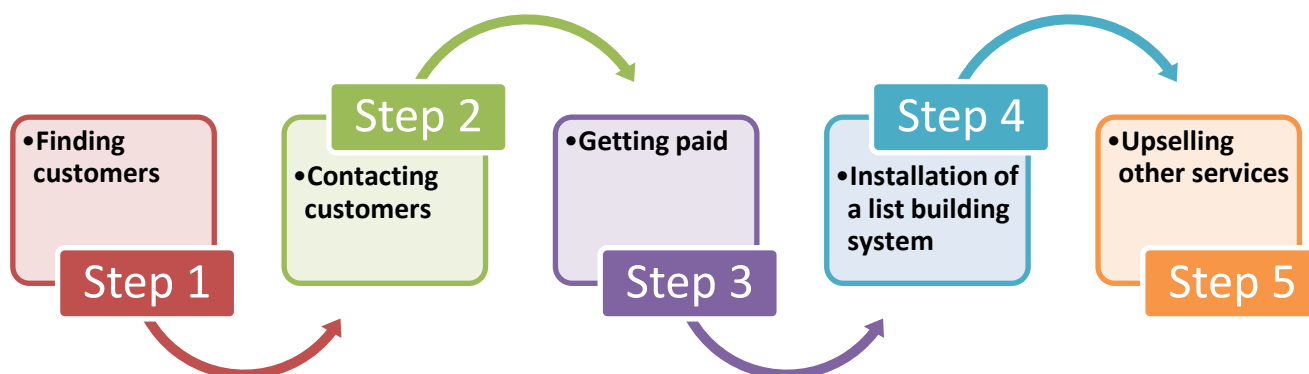 •Finding
customers
Step 1
Step 2
•Contacting
customers
•Getting paid
Step 3
Step 4
•Installation of
a list building
system
•Upselling
other services
Step 5